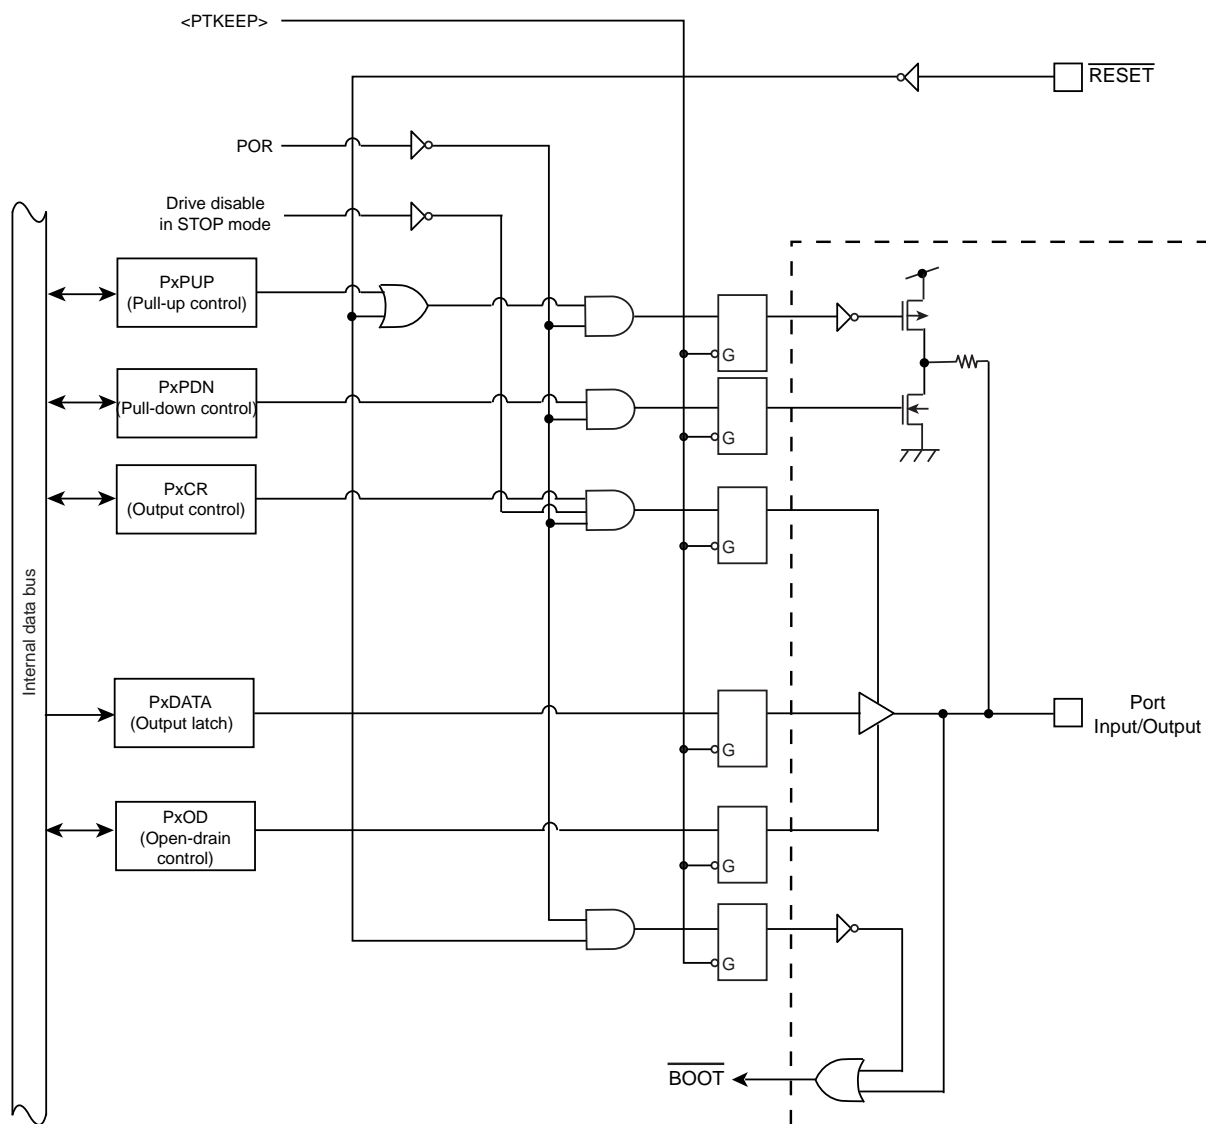 <PTKEEP>
RESET
POR
Drive disable
in STOP mode
PxPUP
(Pull-up control)
G
PxPDN
(Pull-down control)
G
PxCR
(Output control)
G
Internal data bus
PxDATA
(Output latch)
G
Port
Input/Output
PxOD
(Open-drain
control)
G
G
BOOT